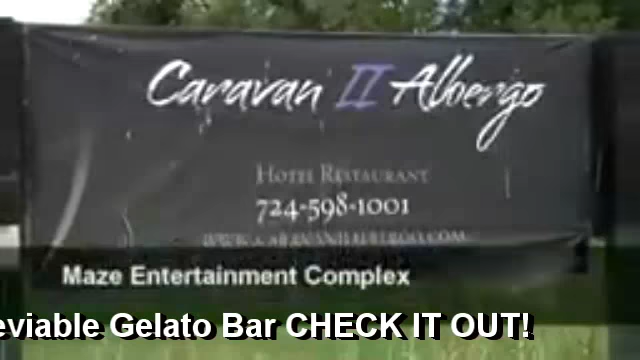 Caravan II Albergo
Hotel Restaurant
724-598-1001
Maze Entertainment Complex
eviable Gelato Bar CHECK IT OUT!